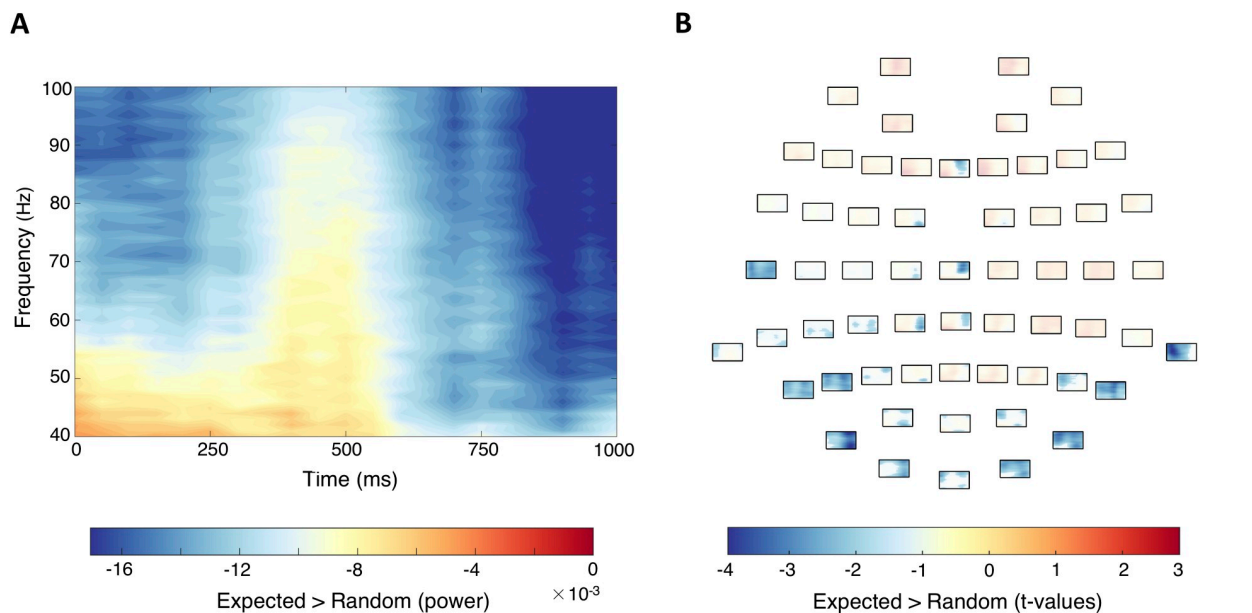 A
B
100
90
80
70
60
50
40
Frequency (Hz)
0 250 500 750 1000
Time (ms)
-16 -12 -8 -4 0
× 10-3
Expected > Random (power)
-4 -3 -2 -1 0 1 2 3
Expected > Random (t-values)